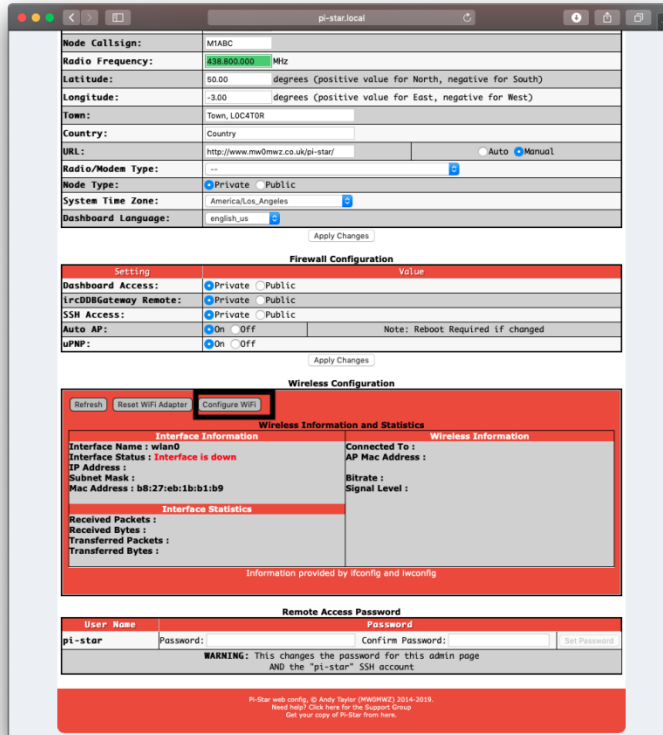 pi-star.local
Node Callsign: M1ABC
Radio Frequency: 438.800.000 MHz
Latitude: 50.00 degrees (positive value for North, negative for South)
Longitude: -3.00 degrees (positive value for East, negative for West)
Town: Town, L0C4T0R
Country: Country
URL: http://www.mw0mwz.co.uk/pi-star/ Auto Manual
Radio/Modem Type: --
Node Type: Private Public
System Time Zone: America/Los_Angeles
Dashboard Language: english_us
Apply Changes
Firewall Configuration
Setting Value
Dashboard Access: Private Public
ircDDBGateway Remote: Private Public
SSH Access: Private Public
Auto AP: On Off Note: Reboot Required if changed
uPNP: On Off
Apply Changes
Wireless Configuration
Refresh Reset WiFi Adapter Configure WiFi
Wireless Information and Statistics
Interface Information Wireless Information
Interface Name : wlan0 Connected To :
Interface Status : Interface is down AP Mac Address :
IP Address :
Subnet Mask : Bitrate :
Mac Address : b8:27:eb:1b:b1:b9 Signal Level :
Interface Statistics
Received Packets :
Received Bytes :
Transferred Packets :
Transferred Bytes :
Information provided by ifconfig and iwconfig
Remote Access Password
User Name Password
pi-star Password: Confirm Password: Set Password
WARNING: This changes the password for this admin page
AND the "pi-star" SSH account
Pi-Star web config, © Andy Taylor (MW0MWZ) 2014-2019.
Need help? Click here for the Support Group
Get your copy of Pi-Star from here.